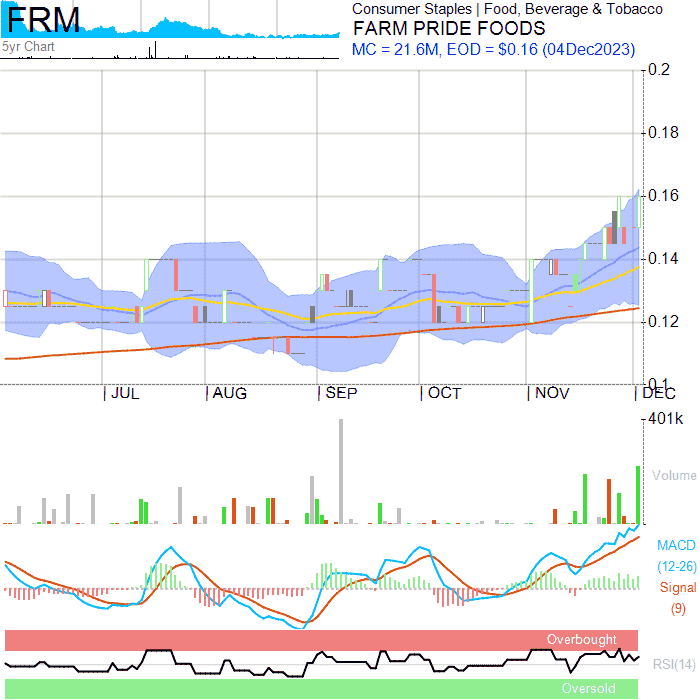 FRM
5yr Chart
Consumer Staples | Food, Beverage & Tobacco
FARM PRIDE FOODS
MC = 21.6M, EOD = $0.16 (04Dec2023)
0.2
0.18
0.16
0.14
0.12
0.1
JUL AUG SEP OCT NOV DEC
401k
Volume
MACD
(12-26)
Signal
(9)
Overbought
RSI(14)
Oversold